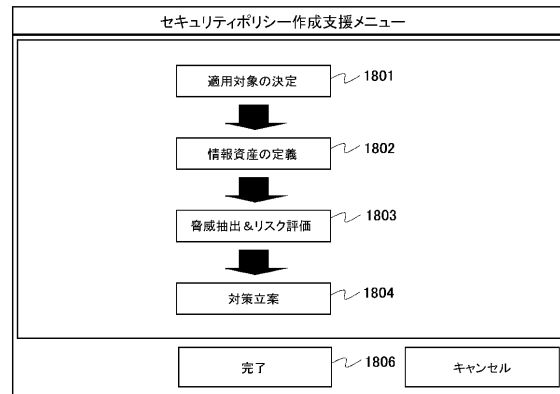 セキュリティポリシー作成支援メニュー
適用対象の決定
1801
情報資産の定義
1802
脅威抽出&リスク評価
1803
対策立案
1804
完了
1806
キャンセル